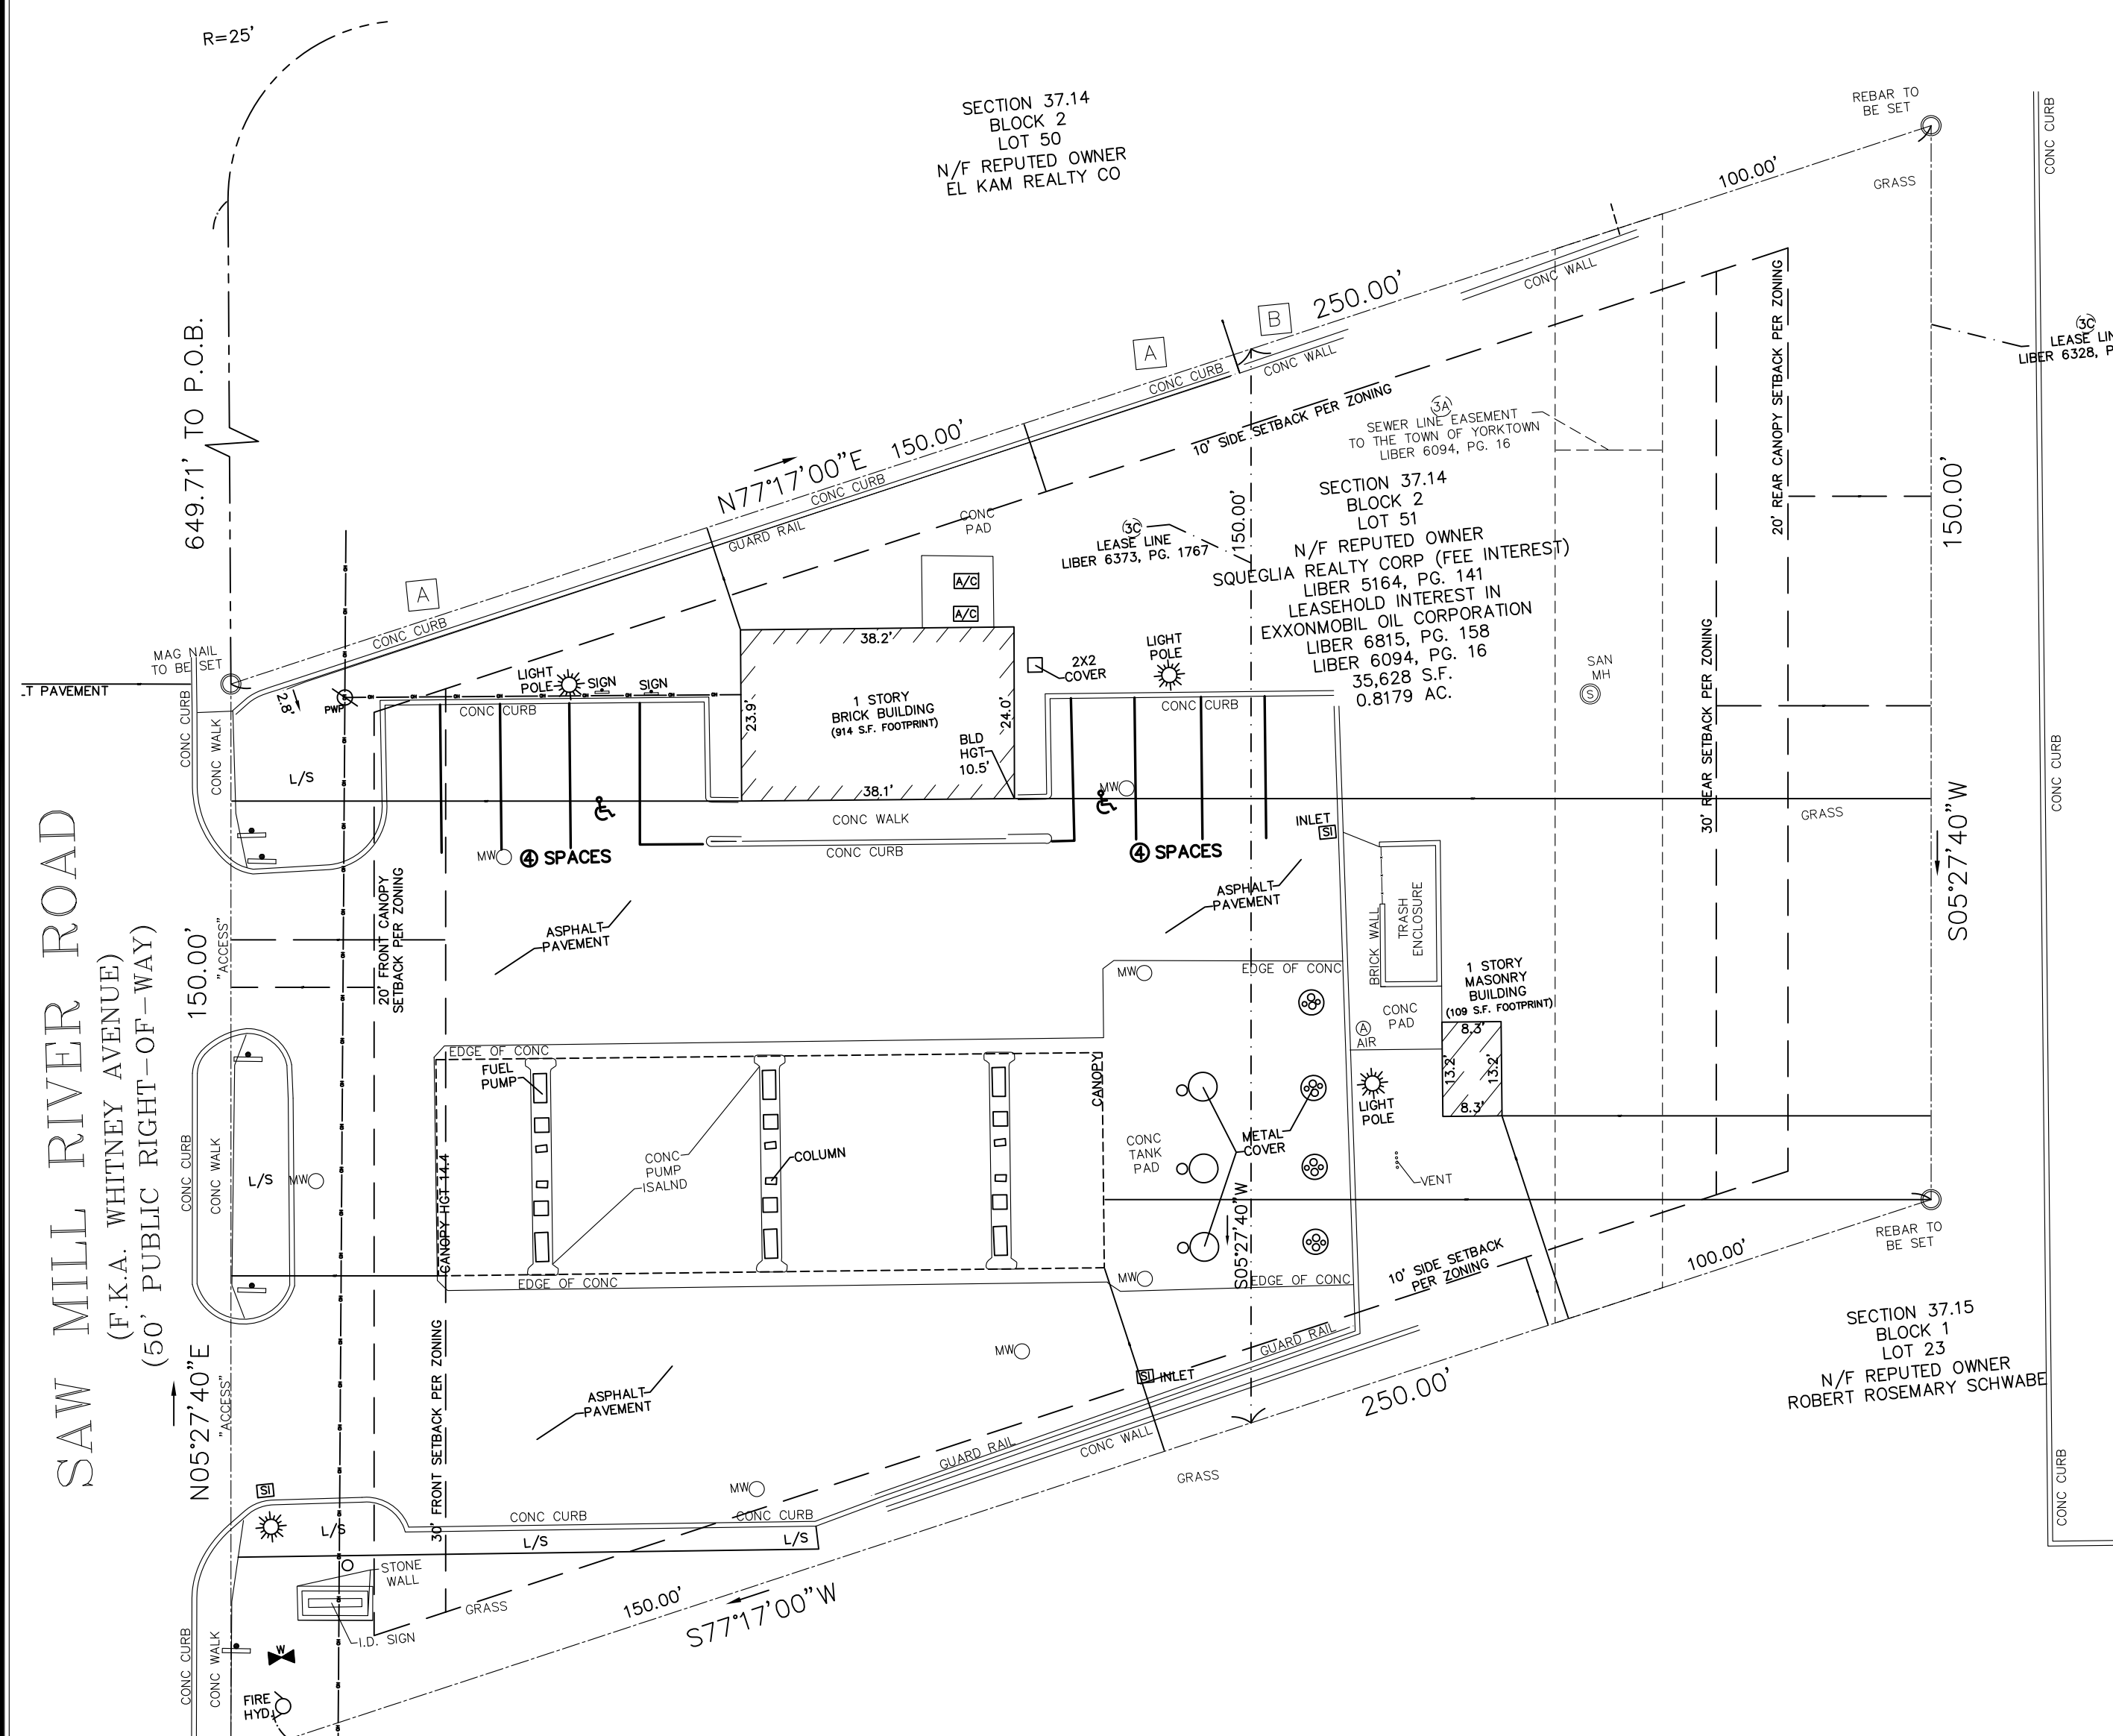 R=25'
SECTION 37.14
BLOCK 2
LOT 50
N/F REPUTED OWNER
EL KAM REALTY CO
REBAR TO
BE SET
CONC CURB
100.00'
GRASS
649.71' TO P.O.B.
250.00'
B
A
CONC WALL
CONC CURB
CONC WALL
20' REAR CANOPY SETBACK PER ZONING
3C
LEASE LIN
LIBER 6328, P
N77°17'00"E 150.00'
CONC CURB
GUARD RAIL
10' SIDE SETBACK PER ZONING
3A
SEWER LINE EASEMENT
TO THE TOWN OF YORKTOWN
LIBER 6094, PG. 16
CONC
PAD
150.00'
3C
LEASE LINE
LIBER 6373, PG. 1767
SECTION 37.14
BLOCK 2
LOT 51
N/F REPUTED OWNER
SQUEGLIA REALTY CORP (FEE INTEREST)
LIBER 5164, PG. 141
LEASEHOLD INTEREST IN
EXXONMOBIL OIL CORPORATION
LIBER 6815, PG. 158
LIBER 6094, PG. 16
35,628 S.F.
0.8179 AC.
150.00'
A/C
A/C
A
CONC CURB
MAG NAIL
TO BE SET
LT PAVEMENT
2.8'
PWP
LIGHT
POLE
SIGN
SIGN
CONC CURB
38.2'
23.9'
1 STORY
BRICK BUILDING
(914 S.F. FOOTPRINT)
24.0'
BLD
HGT
10.5'
38.1'
2X2
COVER
LIGHT
POLE
CONC CURB
SAN
MH
S
30' REAR SETBACK PER ZONING
CONC CURB
CONC WALK
L/S
MW
CONC WALK
CONC CURB
MW
4 SPACES
4 SPACES
INLET
SI
GRASS
S05°27'40"W
CONC CURB
SAW MILL RIVER ROAD
(F.K.A. WHITNEY AVENUE)
(50' PUBLIC RIGHT-OF-WAY)
150.00'
"ACCESS"
20' FRONT CANOPY
SETBACK PER ZONING
ASPHALT
PAVEMENT
ASPHALT
PAVEMENT
BRICK WALL
TRASH
ENCLOSURE
MW
EDGE OF CONC
1 STORY
MASONRY
BUILDING
(109 S.F. FOOTPRINT)
CONC
PAD
A
AIR
8.3'
13.2'
13.2'
8.3'
EDGE OF CONC
FUEL
PUMP
CANOPY
LIGHT
POLE
METAL
COVER
CONC
TANK
PAD
CONC
PUMP
ISALND
COLUMN
CANOPY HGT 14.4
VENT
CONC CURB
CONC WALK
L/S
MW
S05°27'40"W
EDGE OF CONC
MW
EDGE OF CONC
10' SIDE SETBACK
PER ZONING
100.00'
REBAR TO
BE SET
SECTION 37.15
BLOCK 1
LOT 23
N/F REPUTED OWNER
ROBERT ROSEMARY SCHWABE
N05°27'40"E
"ACCESS"
30' FRONT SETBACK PER ZONING
ASPHALT
PAVEMENT
MW
SI INLET
GUARD RAIL
250.00'
GUARD RAIL
CONC WALL
GRASS
MW
SI
L/S
CONC CURB
CONC CURB
L/S
L/S
STONE
WALL
GRASS
I.D. SIGN
150.00'
S77°17'00"W
CONC CURB
CONC CURB
CONC WALK
W
FIRE
HYD